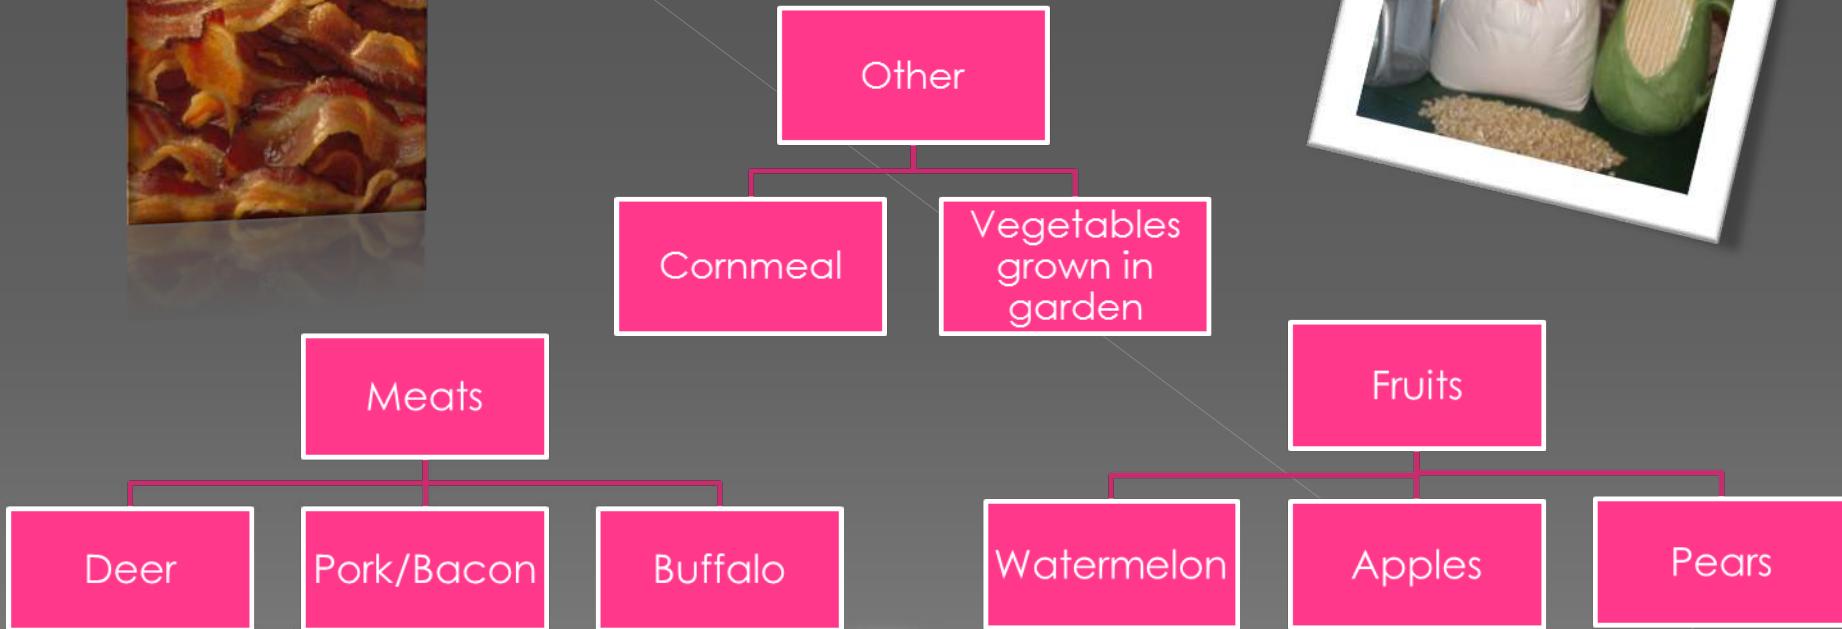 Other
Cornmeal
Vegetables
grown in
garden
Meats
Deer
Pork/Bacon
Buffalo
Fruits
Watermelon
Apples
Pears